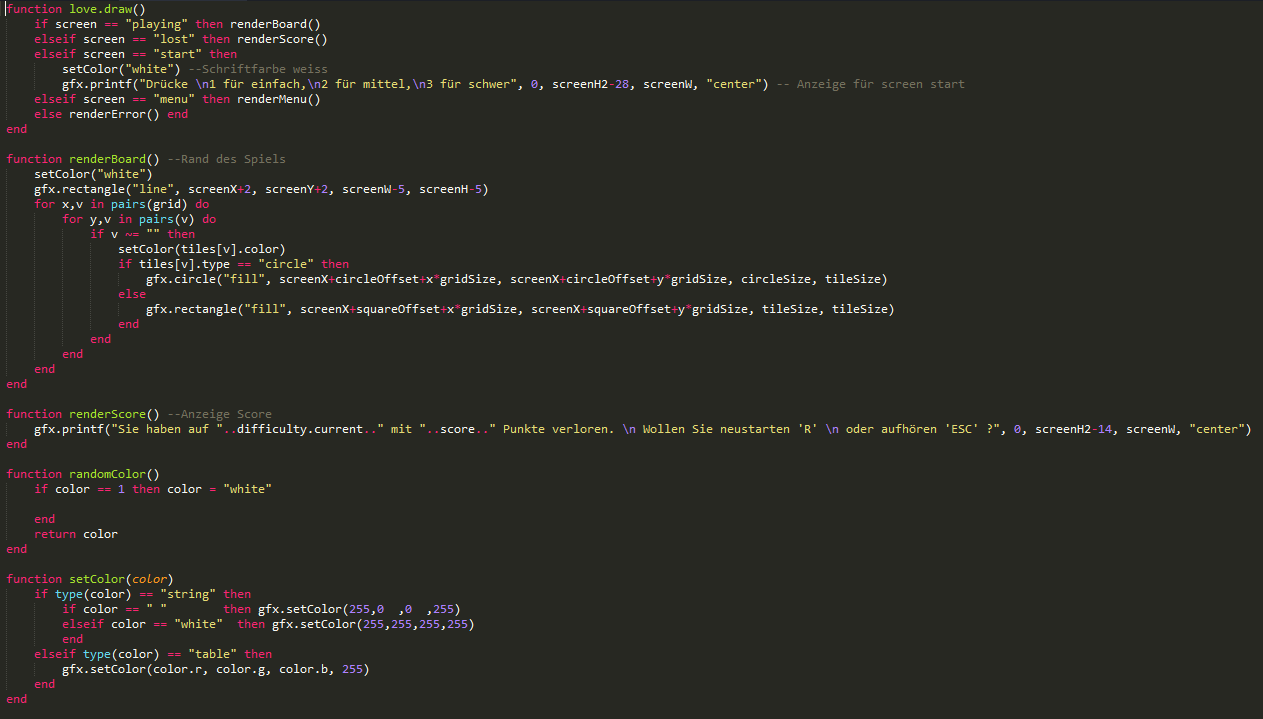 function love.draw()
    if screen == "playing" then renderBoard()
    elseif screen == "lost" then renderScore()
    elseif screen == "start" then
        setColor("white") --Schriftfarbe weiss
        gfx.printf("Drücke \n1 für einfach,\n2 für mittel,\n3 für schwer", 0, screenH2-28, screenW, "center") -- Anzeige für screen start
    elseif screen == "menu" then renderMenu()
    else renderError() end
end

function renderBoard() --Rand des Spiels
    setColor("white")
    gfx.rectangle("line", screenX+2, screenY+2, screenW-5, screenH-5)
    for x,v in pairs(grid) do
        for y,v in pairs(v) do
            if v ~= "" then
                setColor(tiles[v].color)
                if tiles[v].type == "circle" then
                    gfx.circle("fill", screenX+circleOffset+x*gridSize, screenX+circleOffset+y*gridSize, circleSize, tileSize)
                else
                    gfx.rectangle("fill", screenX+squareOffset+x*gridSize, screenX+squareOffset+y*gridSize, tileSize, tileSize)
                end
            end
        end
    end
end

function renderScore() --Anzeige Score
    gfx.printf("Sie haben auf "..difficulty.current.." mit "..score.." Punkte verloren. \n Wollen Sie neustarten 'R' \n oder aufhören 'ESC' ?", 0, screenH2-14, screenW, "center")
end

function randomColor()
    if color == 1 then color = "white"

    end
    return color
end

function setColor(color)
    if type(color) == "string" then
        if color == " "        then gfx.setColor(255,0  ,0  ,255)
        elseif color == "white"  then gfx.setColor(255,255,255,255)
        end
    elseif type(color) == "table" then
        gfx.setColor(color.r, color.g, color.b, 255)
    end
end